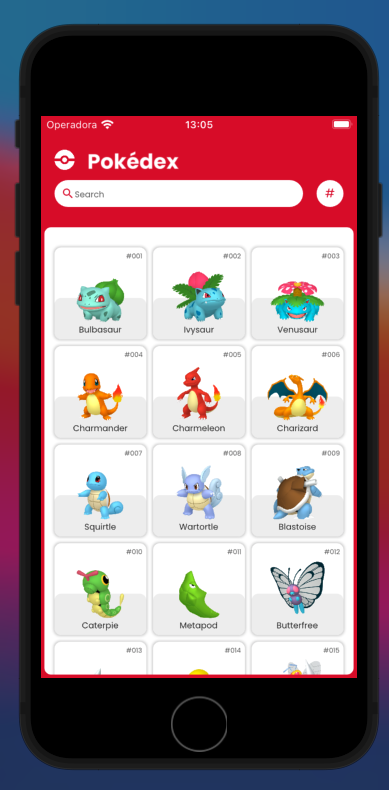 Operadora 13:05
Pokédex
Search #
#001 #002 #003
Bulbasaur Ivysaur Venusaur
#004 #005 #006
Charmander Charmeleon Charizard
#007 #008 #009
Squirtle Wartortle Blastoise
#010 #011 #012
Caterpie Metapod Butterfree
#013 #014 #015